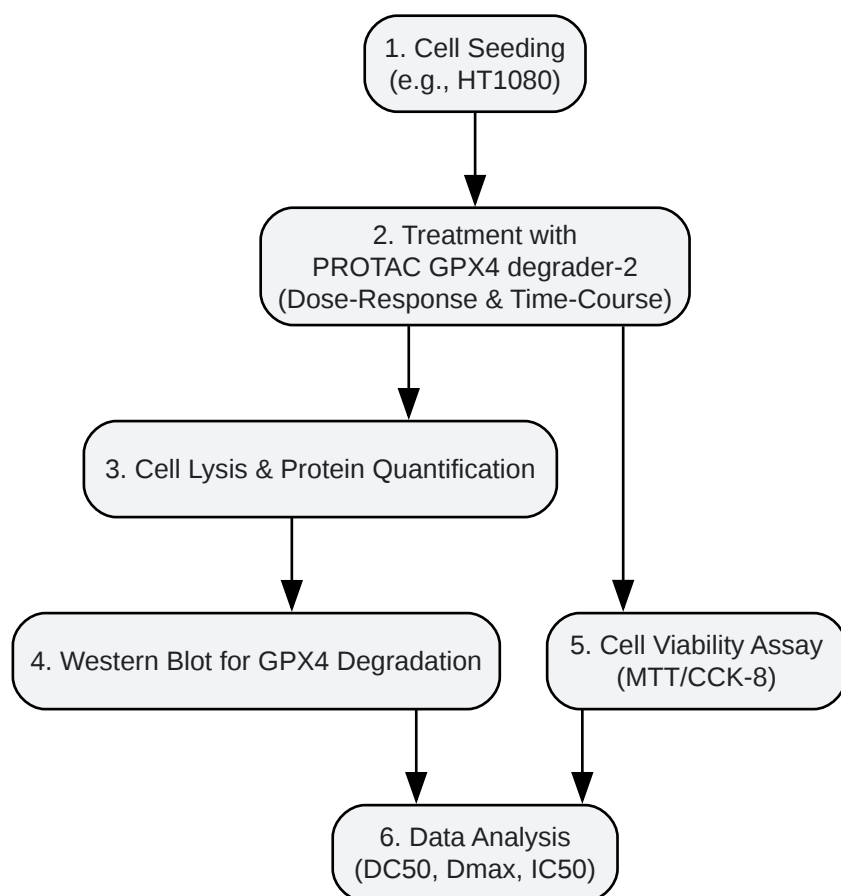 1. Cell Seeding
(e.g., HT1080)
2. Treatment with
PROTAC GPX4 degrader-2
(Dose-Response & Time-Course)
3. Cell Lysis & Protein Quantification
4. Western Blot for GPX4 Degradation
5. Cell Viability Assay
(MTT/CCK-8)
6. Data Analysis
(DC50, Dmax, IC50)